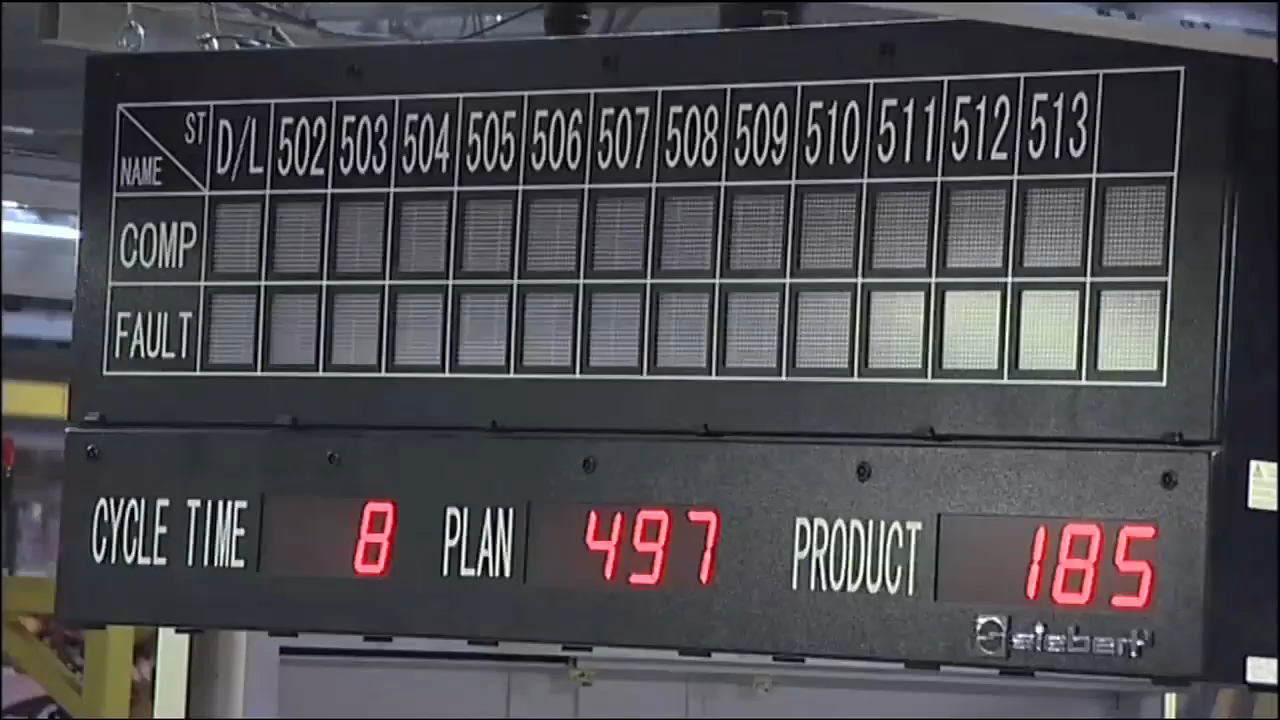 ST
NAME
D/L 502 503 504 505 506 507 508 509 510 511 512 513
COMP
FAULT
CYCLE TIME 8 PLAN 497 PRODUCT 185
siebert